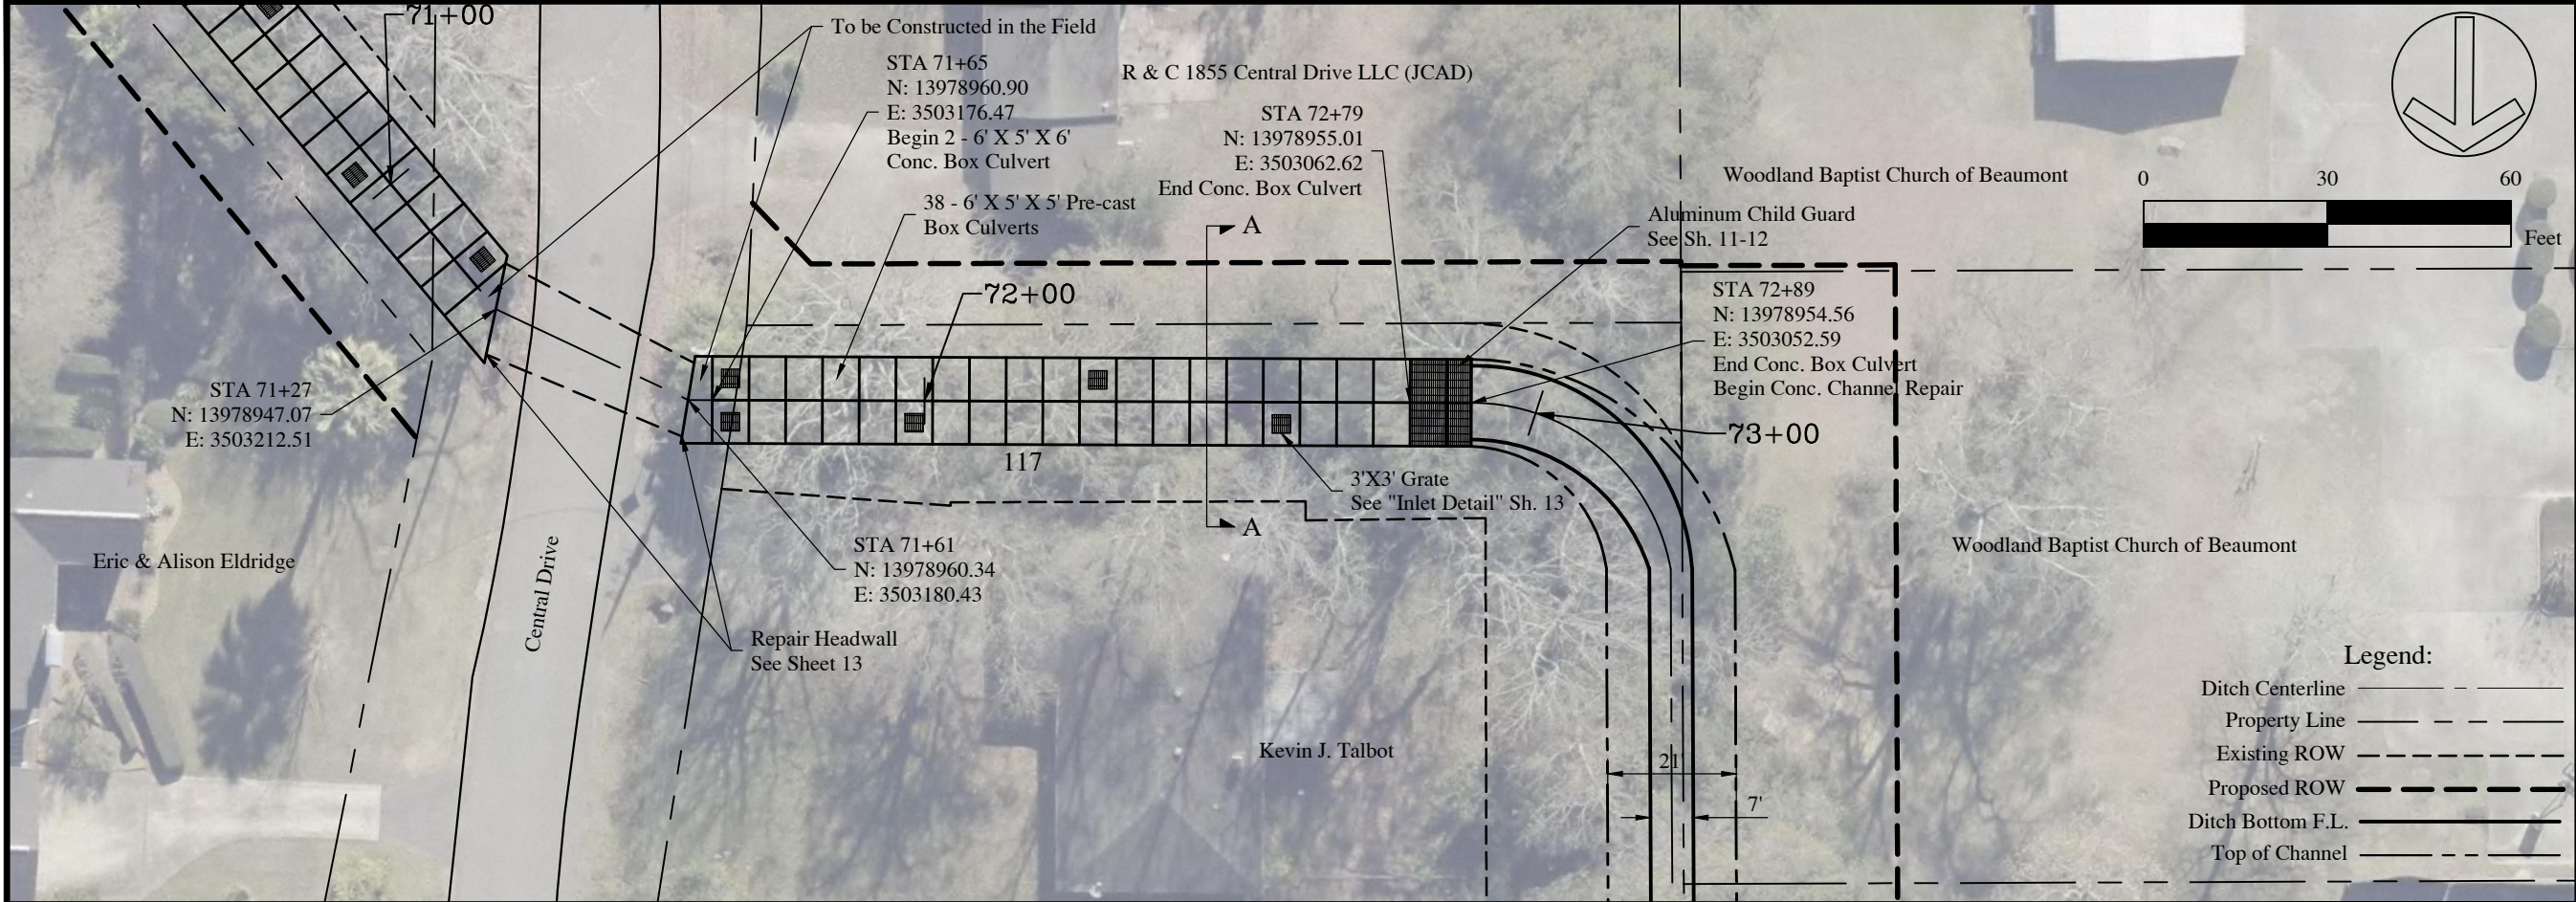 71+00
To be Constructed in the Field
STA 71+65
N: 13978960.90
E: 3503176.47
Begin 2 - 6' X 5' X 6'
Conc. Box Culvert
R & C 1855 Central Drive LLC (JCAD)
STA 72+79
N: 13978955.01
E: 3503062.62
End Conc. Box Culvert
38 - 6' X 5' X 5' Pre-cast
Box Culverts
A
Woodland Baptist Church of Beaumont
0 30 60
Feet
Aluminum Child Guard
See Sh. 11-12
72+00
STA 72+89
N: 13978954.56
E: 3503052.59
End Conc. Box Culvert
Begin Conc. Channel Repair
STA 71+27
N: 13978947.07
E: 3503212.51
73+00
117
3'X3' Grate
See "Inlet Detail" Sh. 13
A
Eric & Alison Eldridge
Central Drive
STA 71+61
N: 13978960.34
E: 3503180.43
Woodland Baptist Church of Beaumont
Repair Headwall
See Sheet 13
Kevin J. Talbot
21'
7'
Legend:
Ditch Centerline
Property Line
Existing ROW
Proposed ROW
Ditch Bottom F.L.
Top of Channel